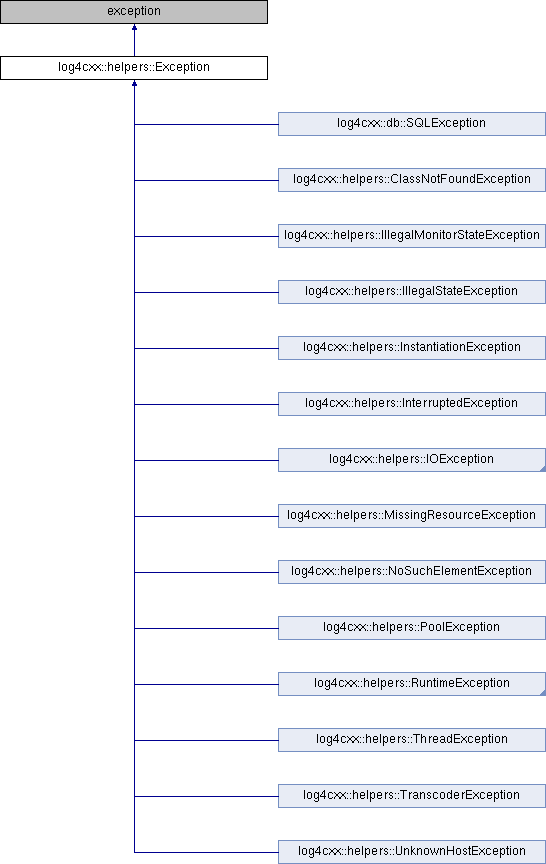 exception
log4cxx::helpers::Exception
log4cxx::db::SQLException
log4cxx::helpers::ClassNotFoundException
log4cxx::helpers::IllegalMonitorStateException
log4cxx::helpers::IllegalStateException
log4cxx::helpers::InstantiationException
log4cxx::helpers::InterruptedException
log4cxx::helpers::IOException
log4cxx::helpers::MissingResourceException
log4cxx::helpers::NoSuchElementException
log4cxx::helpers::PoolException
log4cxx::helpers::RuntimeException
log4cxx::helpers::ThreadException
log4cxx::helpers::TranscoderException
log4cxx::helpers::UnknownHostException